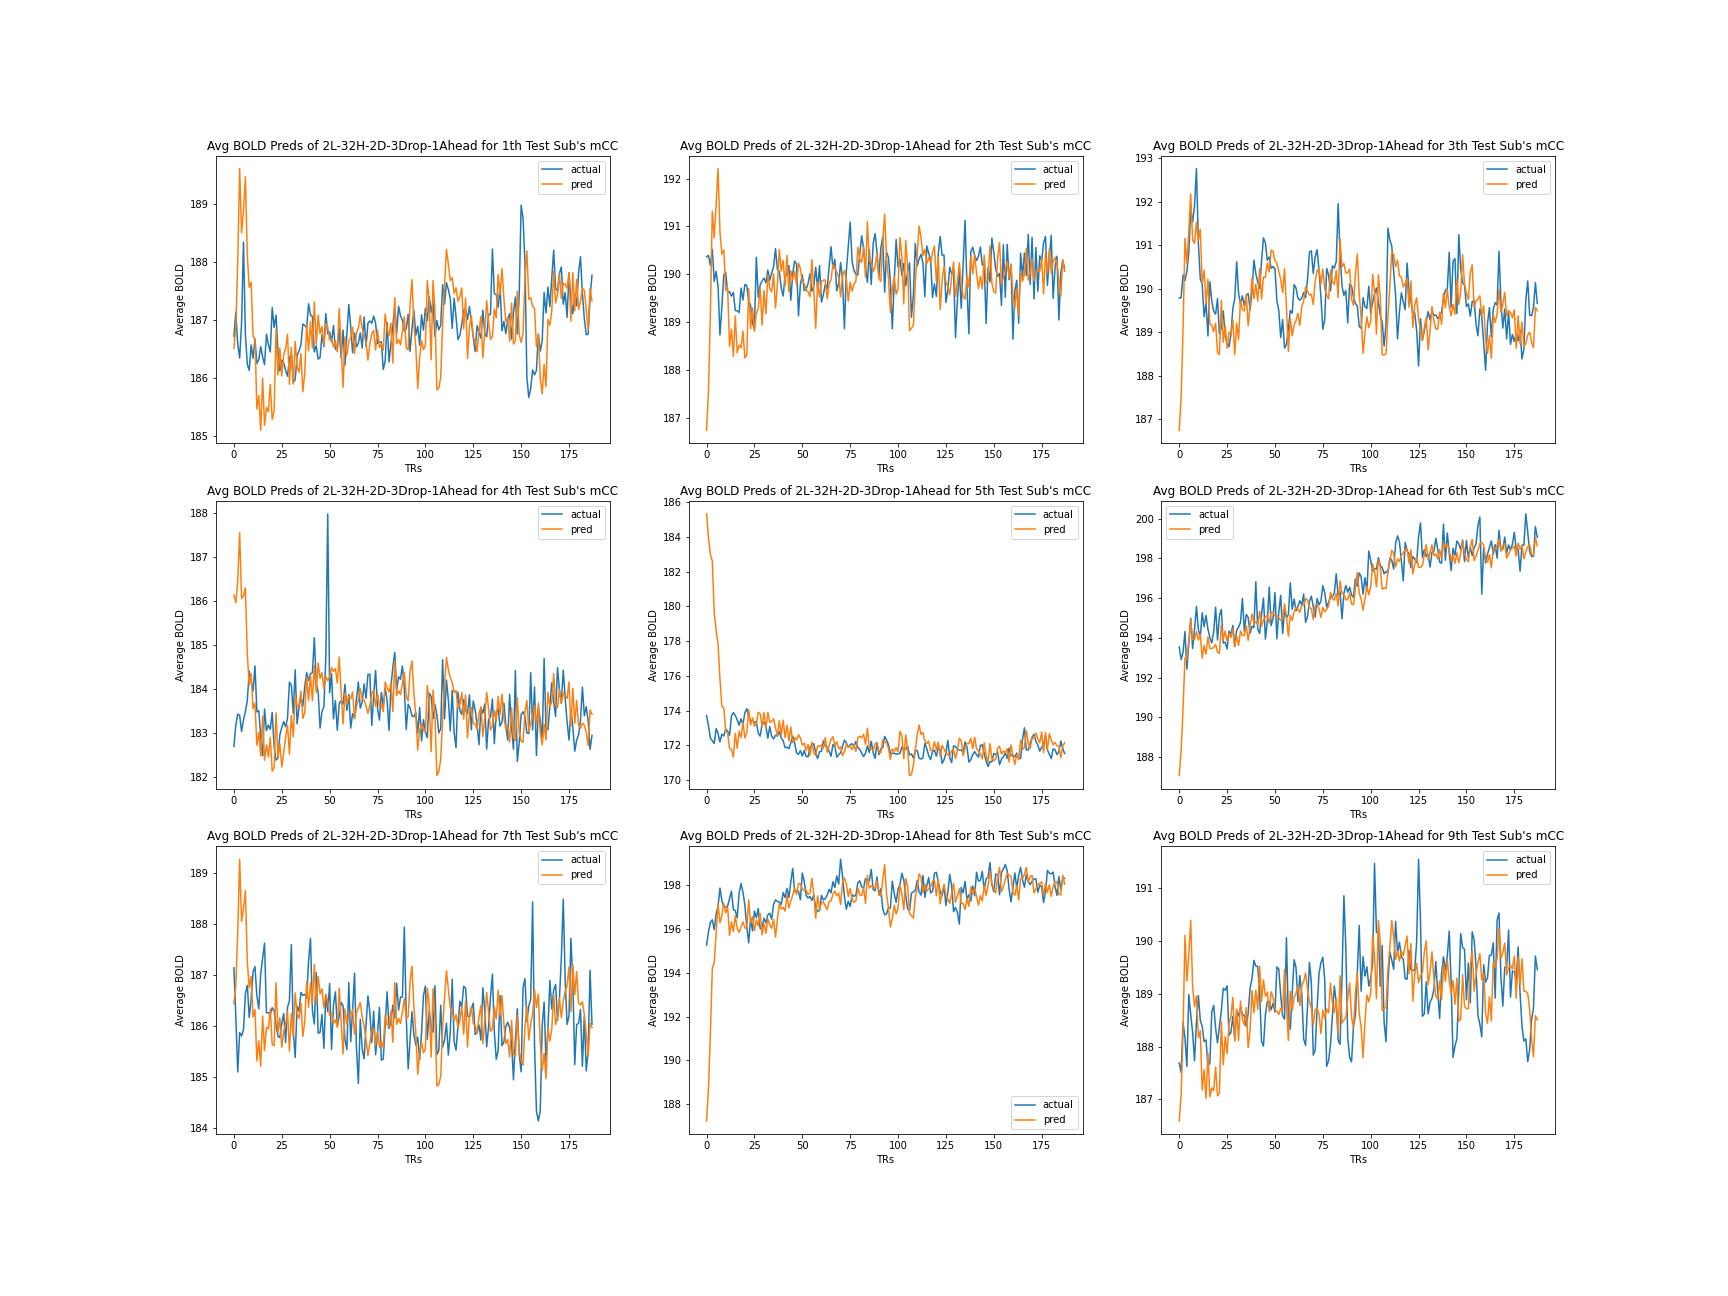 Avg BOLD Preds of 2L-32H-2D-3Drop-1Ahead for 1th Test Sub's mCC
Average BOLD
189
188
187
186
185
actual
pred
0 25 50 75 100 125 150 175
TRs
Avg BOLD Preds of 2L-32H-2D-3Drop-1Ahead for 2th Test Sub's mCC
Average BOLD
192
191
190
189
188
187
actual
pred
0 25 50 75 100 125 150 175
TRs
Avg BOLD Preds of 2L-32H-2D-3Drop-1Ahead for 3th Test Sub's mCC
Average BOLD
193
192
191
190
189
188
187
actual
pred
0 25 50 75 100 125 150 175
TRs
Avg BOLD Preds of 2L-32H-2D-3Drop-1Ahead for 4th Test Sub's mCC
Average BOLD
188
187
186
185
184
183
182
actual
pred
0 25 50 75 100 125 150 175
TRs
Avg BOLD Preds of 2L-32H-2D-3Drop-1Ahead for 5th Test Sub's mCC
Average BOLD
186
184
182
180
178
176
174
172
170
actual
pred
0 25 50 75 100 125 150 175
TRs
Avg BOLD Preds of 2L-32H-2D-3Drop-1Ahead for 6th Test Sub's mCC
Average BOLD
200
198
196
194
192
190
188
actual
pred
0 25 50 75 100 125 150 175
TRs
Avg BOLD Preds of 2L-32H-2D-3Drop-1Ahead for 7th Test Sub's mCC
Average BOLD
189
188
187
186
185
184
actual
pred
0 25 50 75 100 125 150 175
TRs
Avg BOLD Preds of 2L-32H-2D-3Drop-1Ahead for 8th Test Sub's mCC
Average BOLD
198
196
194
192
190
188
actual
pred
0 25 50 75 100 125 150 175
TRs
Avg BOLD Preds of 2L-32H-2D-3Drop-1Ahead for 9th Test Sub's mCC
Average BOLD
191
190
189
188
187
actual
pred
0 25 50 75 100 125 150 175
TRs